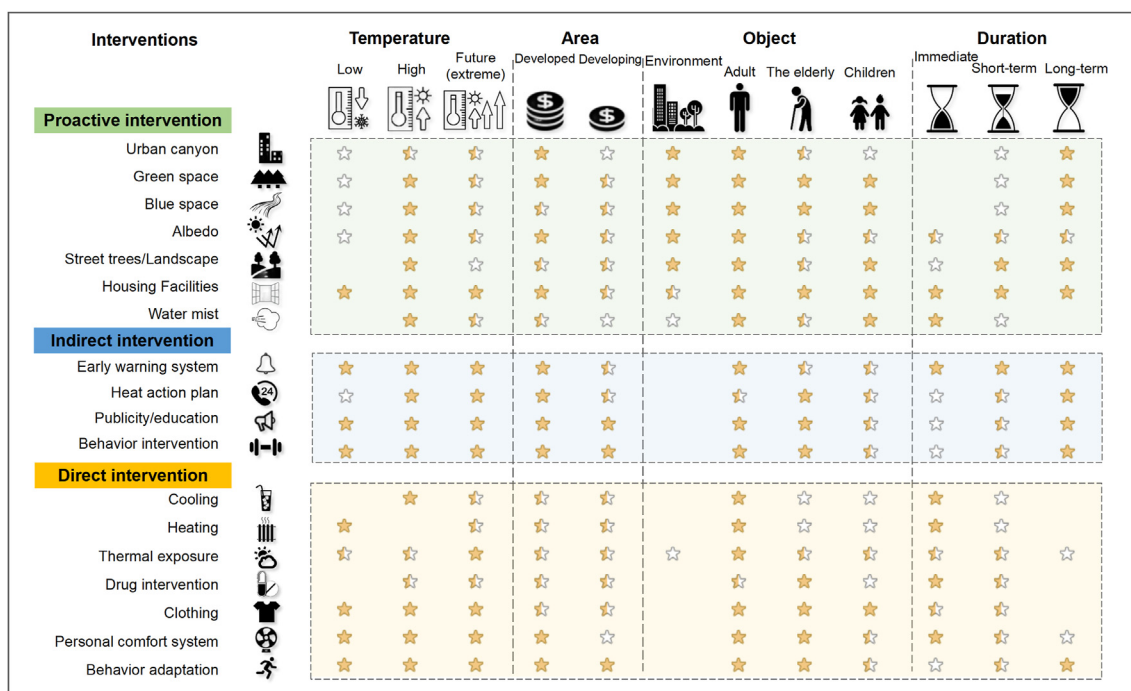 Interventions Temperature Area Object Duration
Low High Future (extreme) Developed Developing Environment Adult The elderly Children Immediate Short-term Long-term
$ $
Proactive intervention
Urban canyon
Green space
Blue space
Albedo
Street trees/Landscape
Housing Facilities
Water mist
Indirect intervention
Early warning system
Heat action plan 24
Publicity/education
Behavior intervention
Direct intervention
Cooling
Heating
Thermal exposure
Drug intervention
Clothing
Personal comfort system
Behavior adaptation